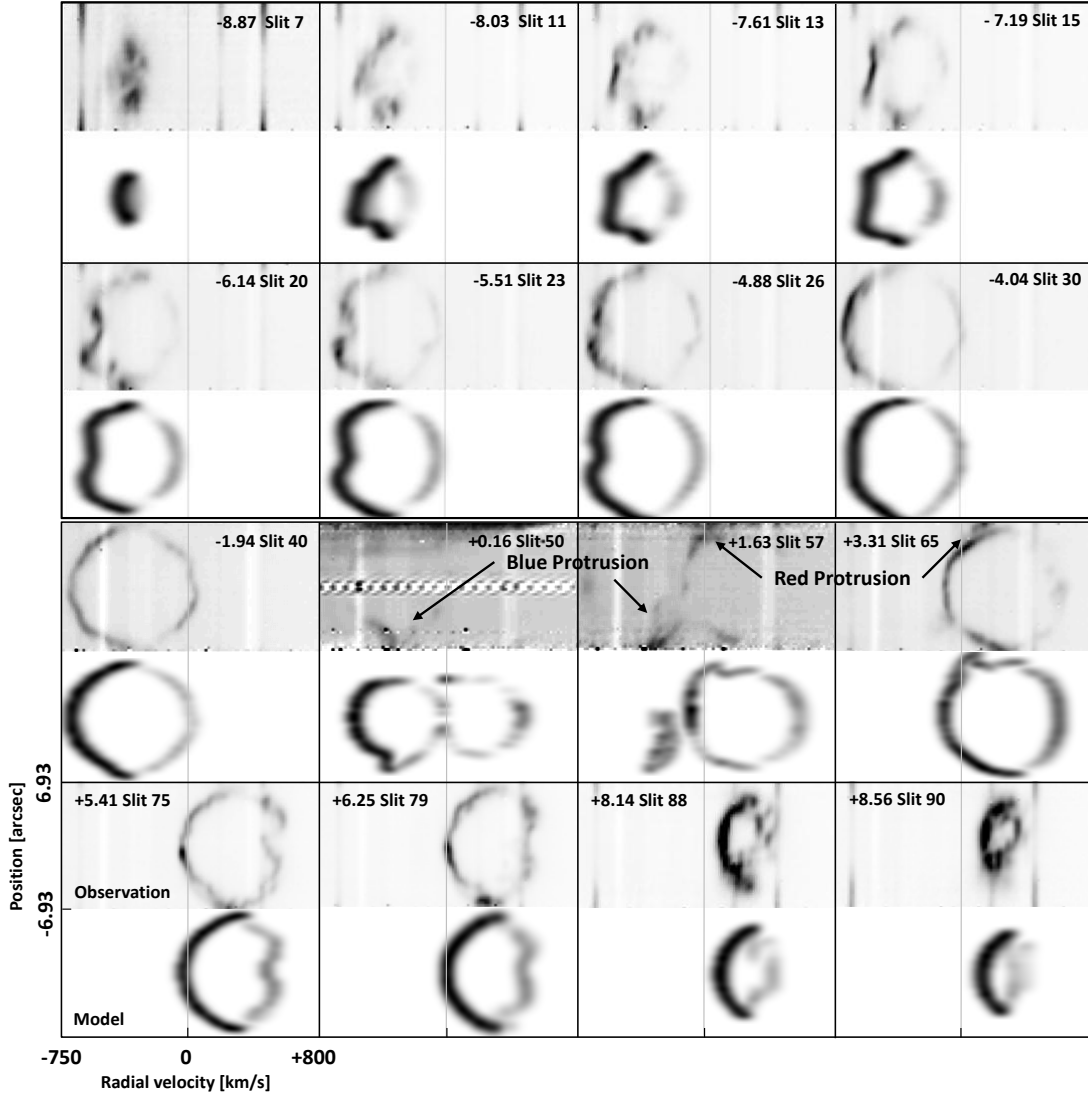 -8.87 Slit 7
-8.03 Slit 11
-7.61 Slit 13
- 7.19 Slit 15
-6.14 Slit 20
-5.51 Slit 23
-4.88 Slit 26
-4.04 Slit 30
-1.94 Slit 40
+0.16 Slit 50
+1.63 Slit 57
+3.31 Slit 65
Blue Protrusion
Red Protrusion
+5.41 Slit 75
+6.25 Slit 79
+8.14 Slit 88
+8.56 Slit 90
Observation
Model
Position [arcsec]
6.93
-6.93
-750
0
+800
Radial velocity [km/s]